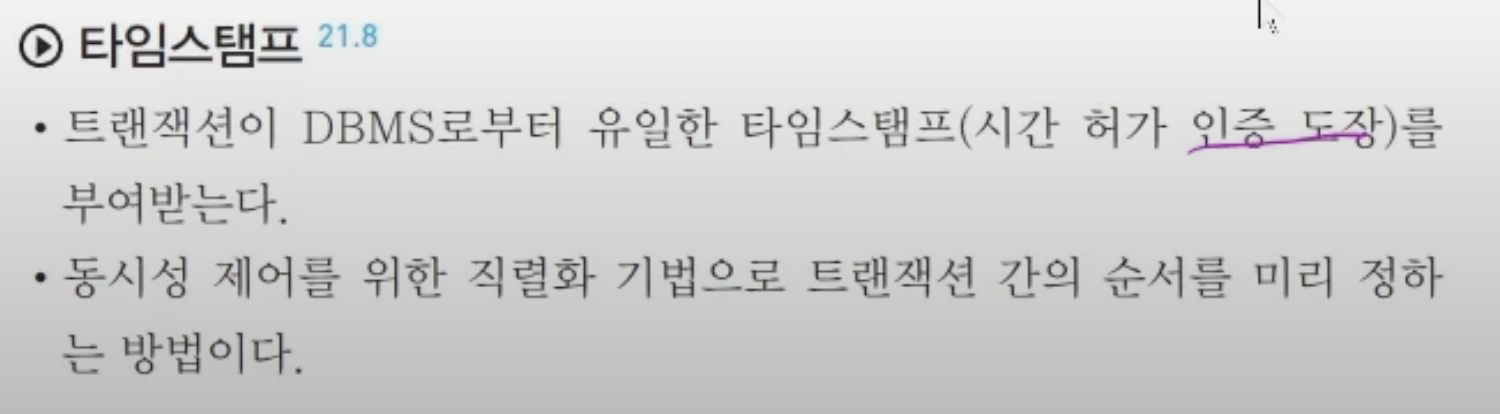 타임스탬프 21.8
• 트랜잭션이 DBMS로부터 유일한 타임스탬프(시간 허가 인증 도장)를
부여받는다.
• 동시성 제어를 위한 직렬화 기법으로 트랜잭션 간의 순서를 미리 정하
는 방법이다.